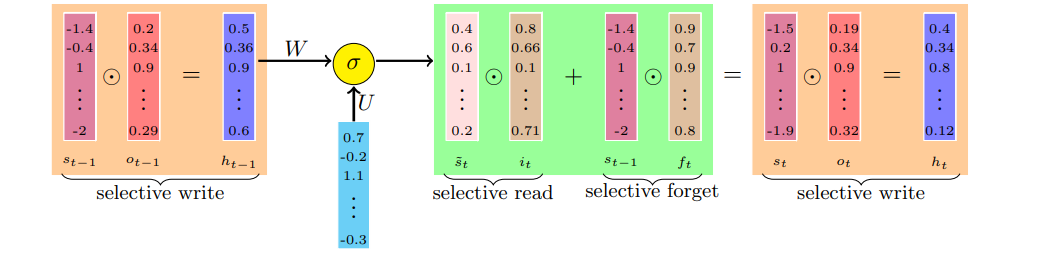 -1.4 0.2 0.5 0.4 0.8 -1.4 0.9 -1.5 0.19 0.4
-0.4 0.34 0.36 W 0.6 0.66 -0.4 0.7 0.2 0.34 0.34
1 ⊙ 0.9 = 0.9 σ 0.1 ⊙ 0.1 + 1 ⊙ 0.9 = 1 ⊙ 0.9 = 0.8
⋮ ⋮ ⋮ U ⋮ ⋮ ⋮ ⋮ ⋮ ⋮ ⋮
-2 0.29 0.6 0.2 0.71 -2 0.8 -1.9 0.32 0.12
s_{t−1} o_{t−1} h_{t−1} s̃_t i_t s_{t−1} f_t s_t o_t h_t
selective write selective read selective forget selective write
0.7
-0.2
1.1
⋮
-0.3